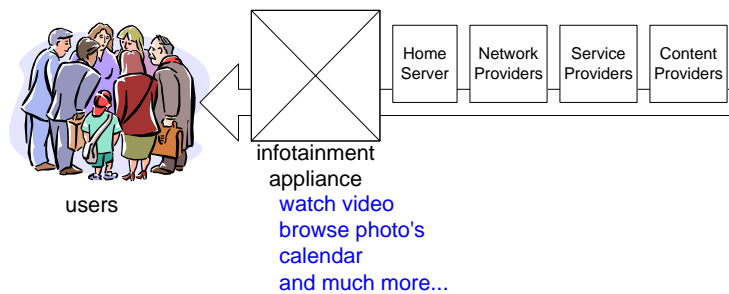 Home
Server
Network
Providers
Service
Providers
Content
Providers
infotainment
appliance
users
watch video
browse photo's
calendar
and much more...